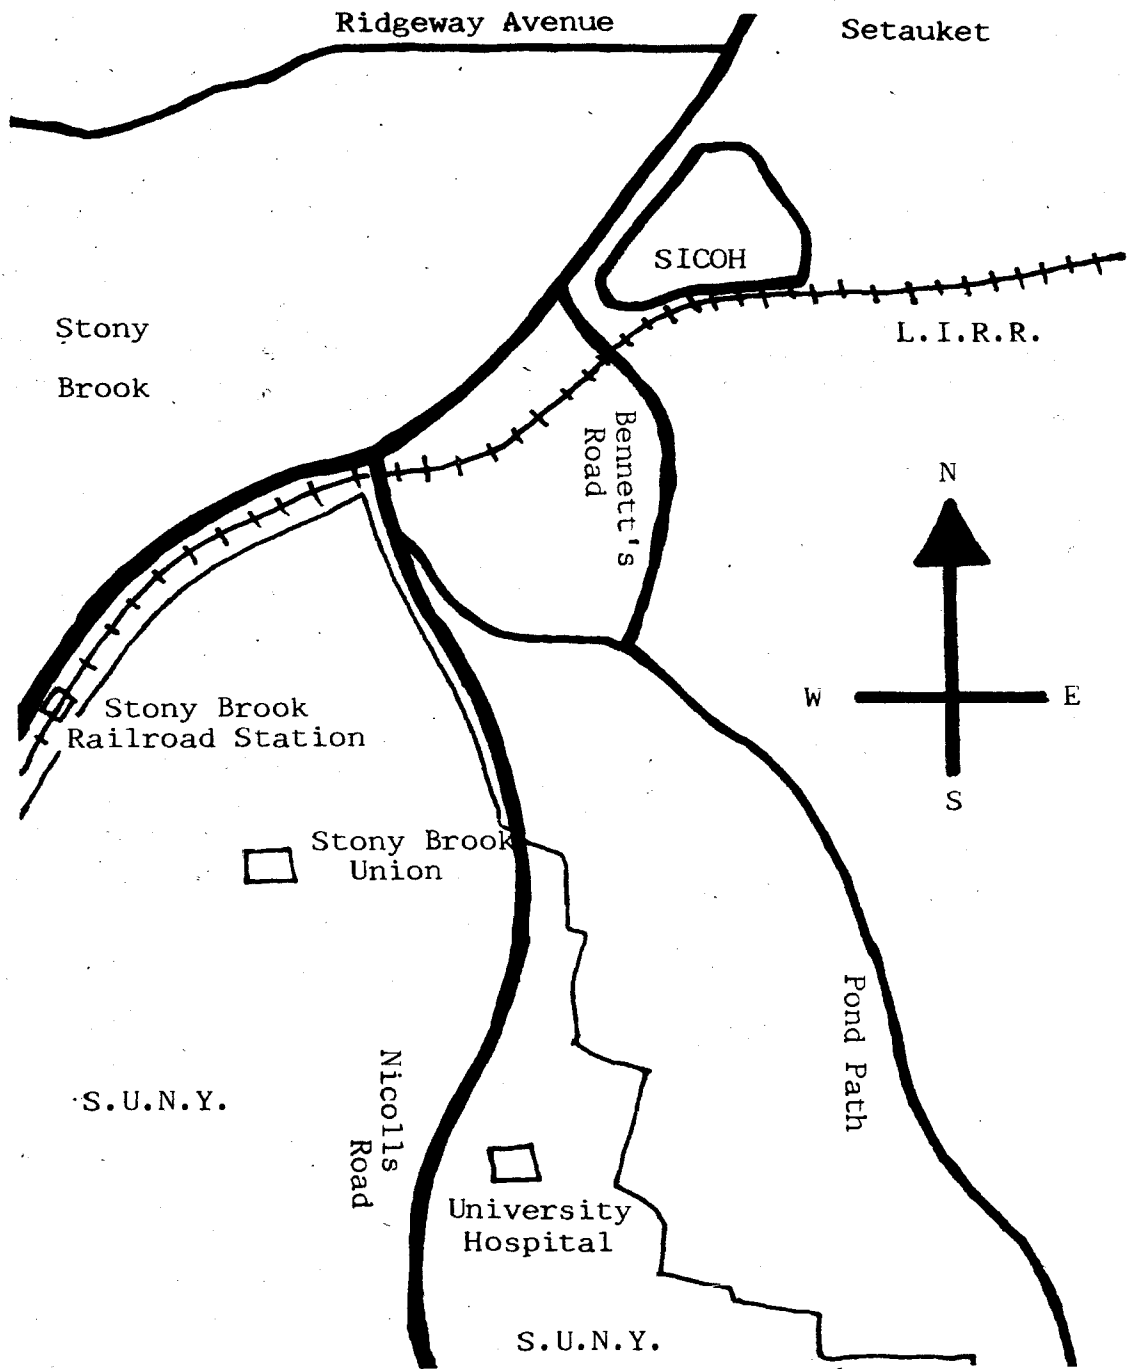 Ridgeway Avenue
Setauket
SICOH
Stony
Brook
L.I.R.R.
Bennett's
Road
N
W
E
S
Stony Brook
Railroad Station
Stony Brook
Union
Pond Path
Nicolls
Road
S.U.N.Y.
University
Hospital
S.U.N.Y.